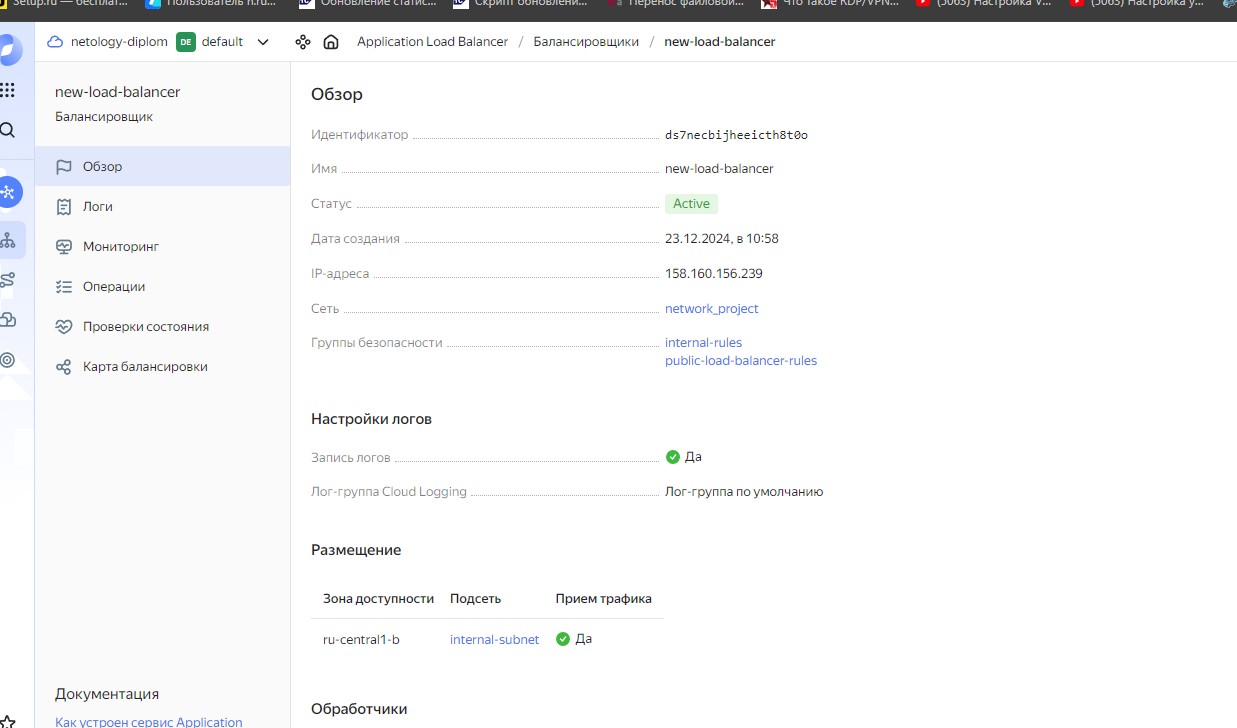 Setup.ru — бесплат...
Пользователь п.ru...
Обновление статис...
Скрипт обновлени...
Перенос файловой...
Что такое RDP/VPN...
(5063) Настройка V...
(5063) Настройка у...
netology-diplom DE default
Application Load Balancer / Балансировщики / new-load-balancer
new-load-balancer
Балансировщик
Обзор
Логи
Мониторинг
Операции
Проверки состояния
Карта балансировки
Документация
Как устроен сервис Application
Обзор
Идентификатор ds7necbijheeicth8t0o
Имя new-load-balancer
Статус Active
Дата создания 23.12.2024, в 10:58
IP-адреса 158.160.156.239
Сеть network_project
Группы безопасности internal-rules
public-load-balancer-rules
Настройки логов
Запись логов Да
Лог-группа Cloud Logging Лог-группа по умолчанию
Размещение
Зона доступности Подсеть Прием трафика
ru-central1-b internal-subnet Да
Обработчики